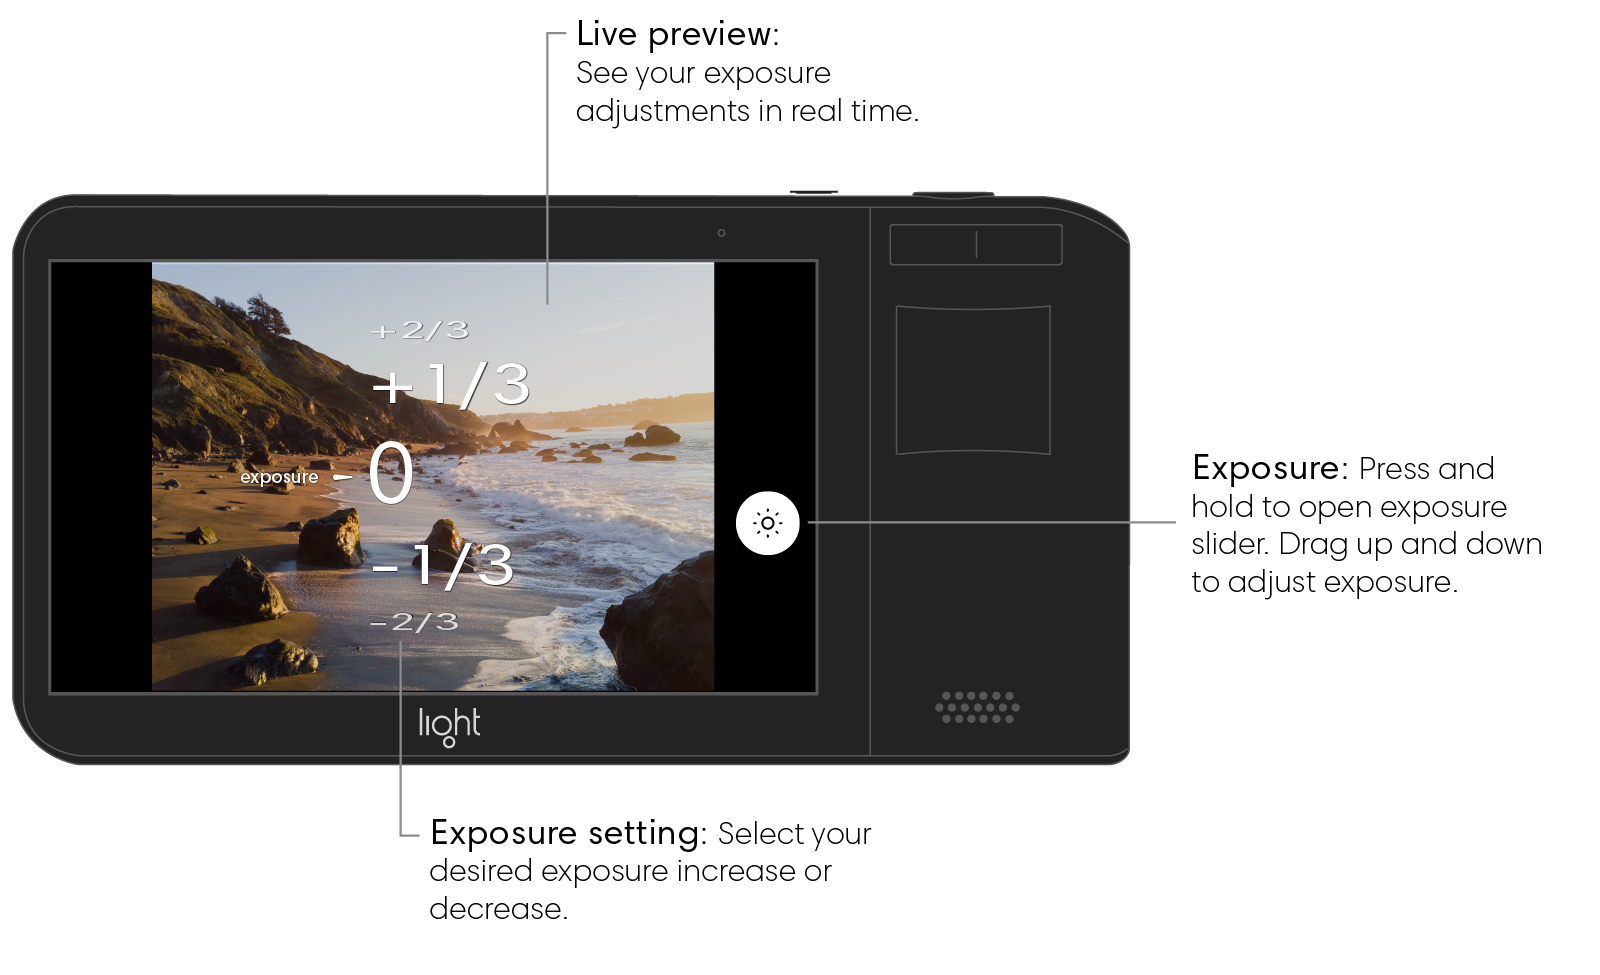 Live preview:
See your exposure
adjustments in real time.
+2/3
+1/3
exposure 0
-1/3
-2/3
Exposure: Press and
hold to open exposure
slider. Drag up and down
to adjust exposure.
light
Exposure setting: Select your
desired exposure increase or
decrease.